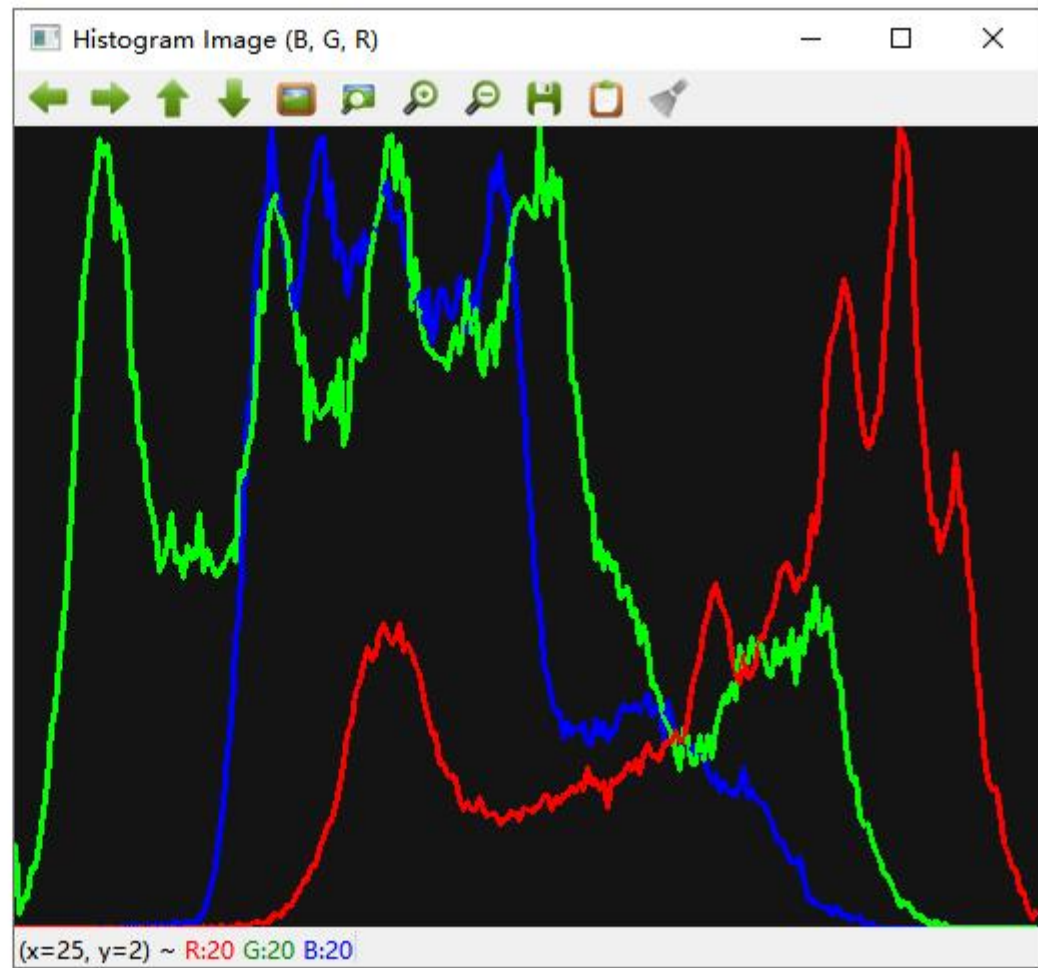 Histogram Image (B, G, R)
(x=25, y=2) ~ R:20 G:20 B:20